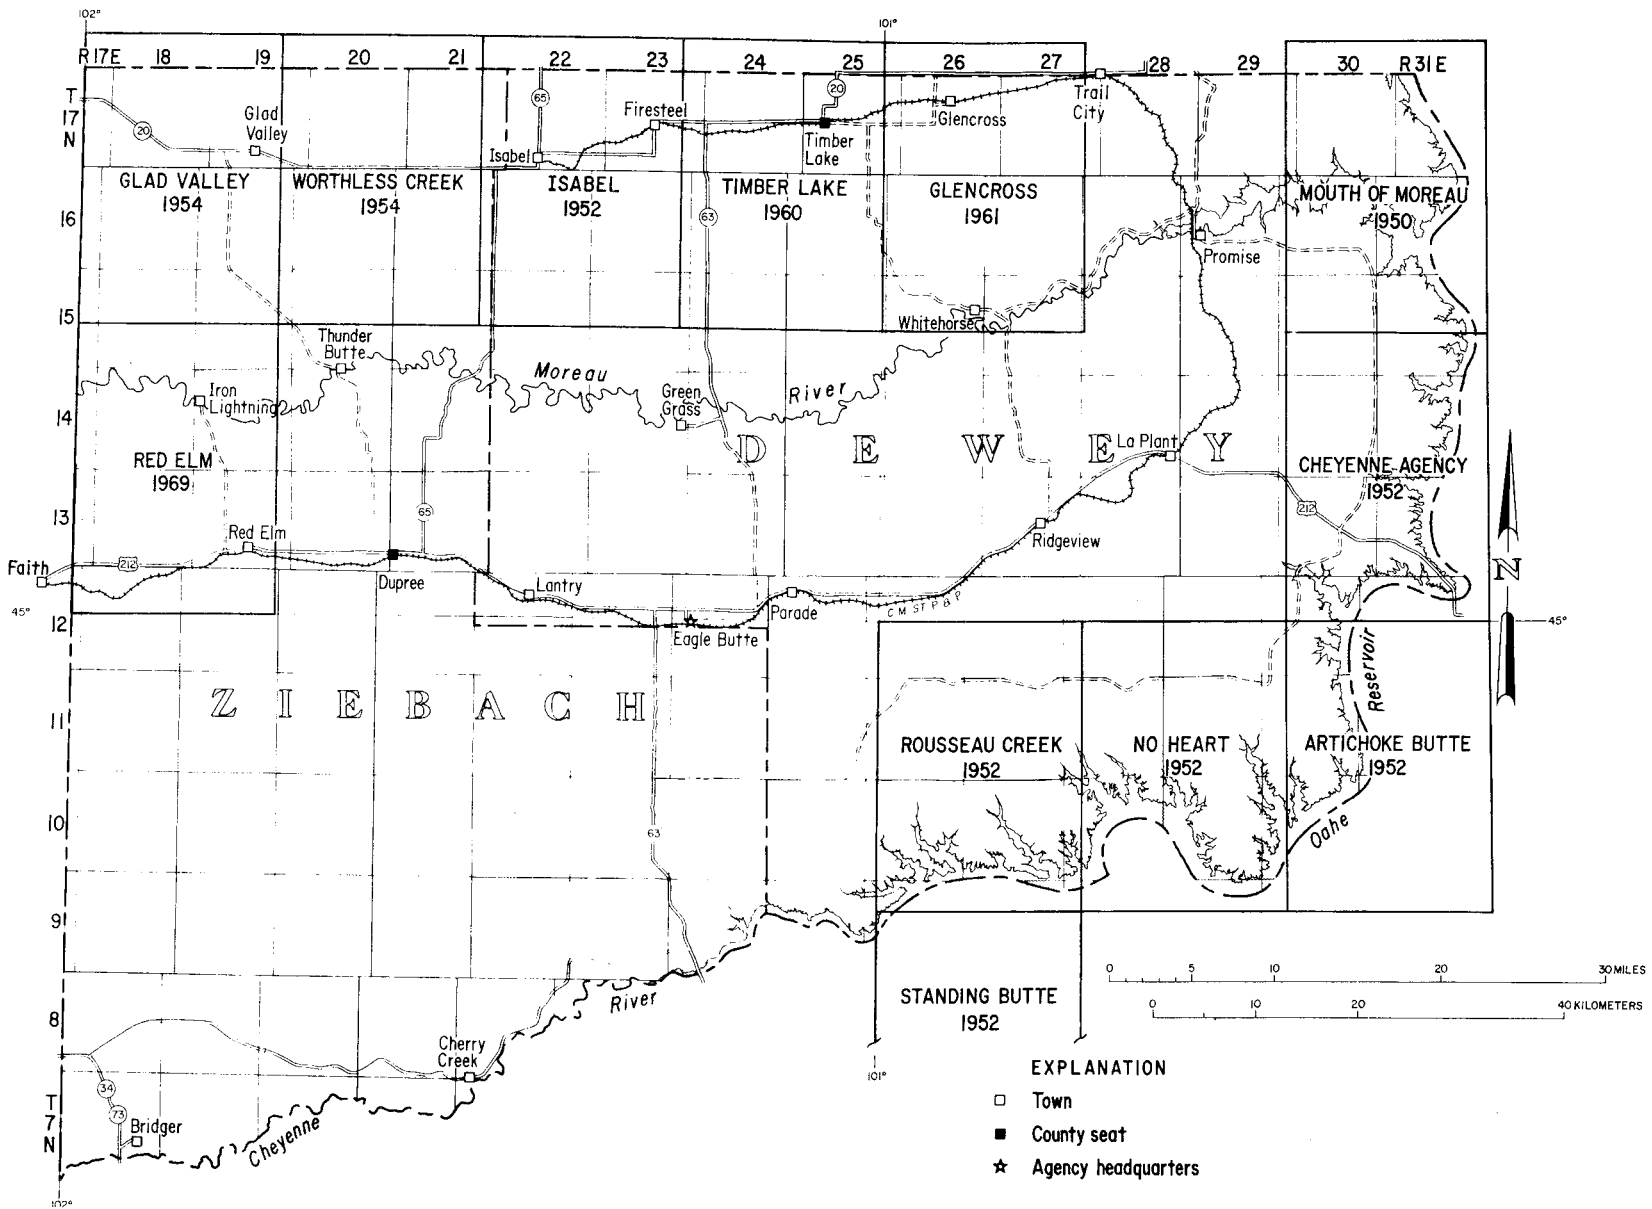 102°
101°
R 17 E 18 19 20 21 22 23 24 25 26 27 28 29 30 R 31 E
T
17
N
20
Glad
Valley
65
Isabel
Firesteel
20
Timber
Lake
Glencross
Trail
City
GLAD VALLEY
1954
WORTHLESS CREEK
1954
ISABEL
1952
TIMBER LAKE
1960
GLENCROSS
1961
MOUTH OF MOREAU
1950
16
63
Promise
15
Whitehorse
Thunder
Butte
Moreau
River
Iron
Lightning
Green
Grass
14
DEWEY
La Plant
RED ELM
1969
CHEYENNE AGENCY
1952
13
65
212
Red Elm
Ridgeview
Faith
212
Dupree
Lantry
Parade
C M ST P & P
N
45°
12
Eagle Butte
45°
Reservoir
ZIEBACH
11
ROUSSEAU CREEK
1952
NO HEART
1952
ARTICHOKE BUTTE
1952
10
63
Oahe
9
0 5 10 20 30 MILES
0 10 20 40 KILOMETERS
River
STANDING BUTTE
1952
8
Cherry
Creek
101°
34
73
T
7
N
Bridger
Cheyenne
102°
EXPLANATION
Town
County seat
Agency headquarters